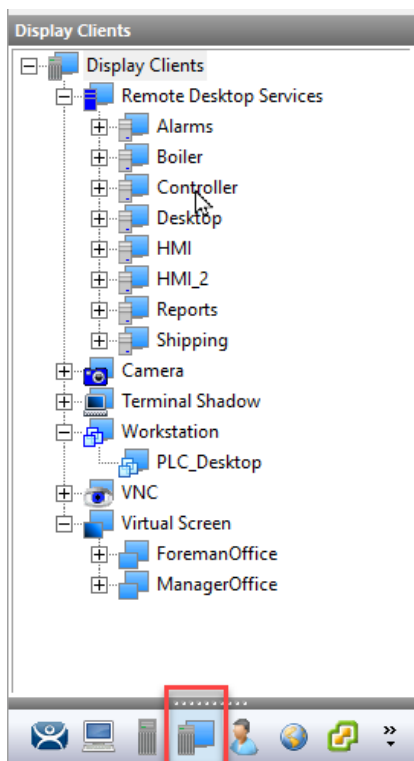 Display Clients
Display Clients
Remote Desktop Services
Alarms
Boiler
Controller
Desktop
HMI
HMI_2
Reports
Shipping
Camera
Terminal Shadow
Workstation
PLC_Desktop
VNC
Virtual Screen
ForemanOffice
ManagerOffice